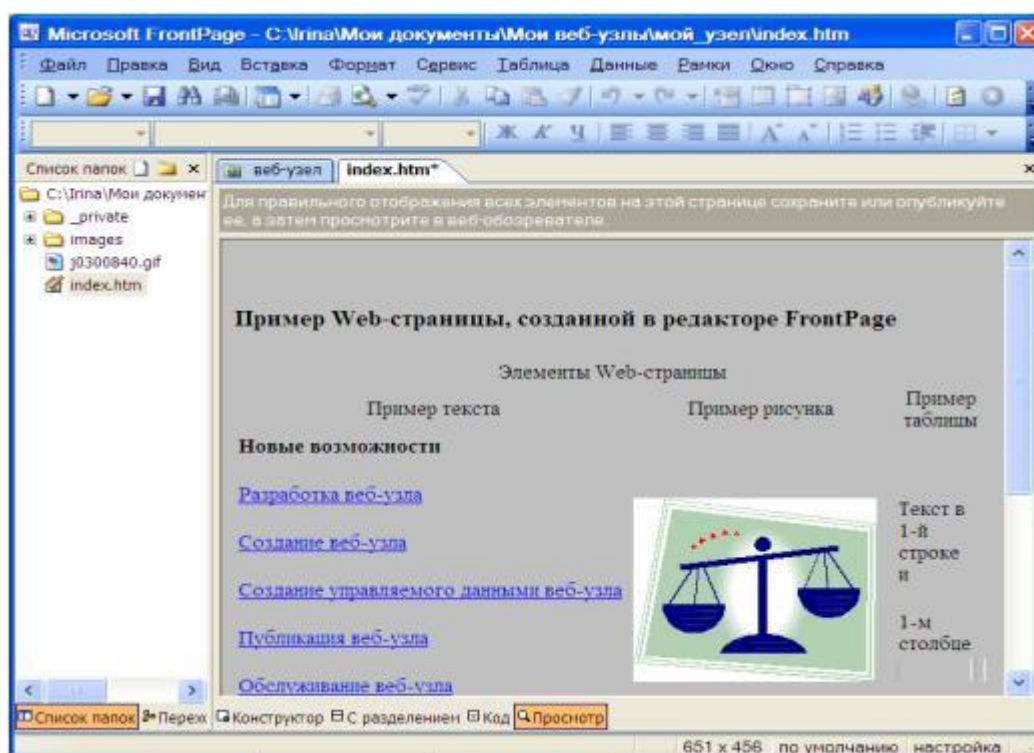 Microsoft FrontPage - C:\Irina\Мои документы\Мои веб-узлы\мой_узел\index.htm
Файл Правка Вид Вставка Формат Сервис Таблица Данные Рамки Окно Справка
Ж К Ч
Список папок
веб-узел index.htm*
C:\Irina\Мои докумен
_private
images
j0300840.gif
index.htm
Для правильного отображения всех элементов на этой странице сохраните или опубликуйте
ее, а затем просмотрите в веб-обозревателе.
Пример Web-страницы, созданной в редакторе FrontPage
Элементы Web-страницы
Пример текста Пример рисунка Пример
таблицы
Новые возможности
Разработка веб-узла
Создание веб-узла
Создание управляемого данными веб-узла
Публикация веб-узла
Обслуживание веб-узла
Текст в
1-й
строке
и
1-м
столбце
Список папок Перехо Конструктор С разделением Код Просмотр
651 x 456 по умолчанию настройка